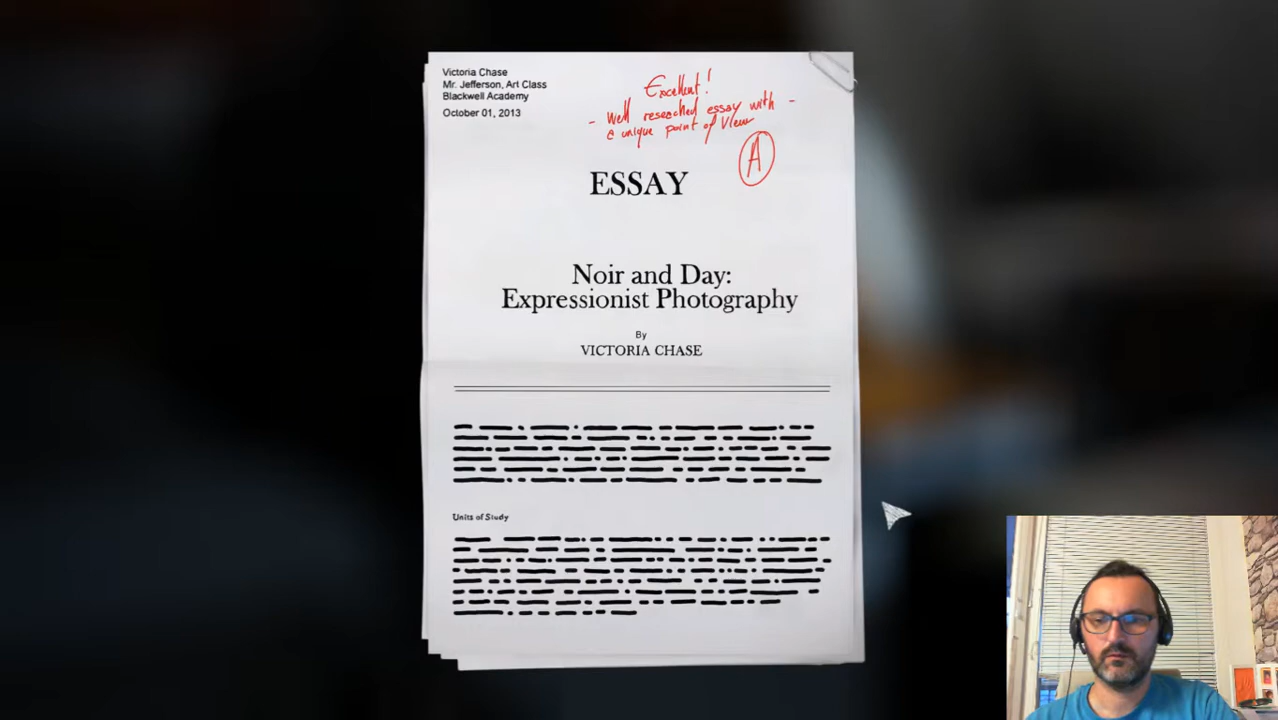 Victoria Chase
Mr. Jefferson, Art Class
Blackwell Academy
October 01, 2013
Excellent!
- Well reseached essay with -
a unique point of View
A
ESSAY
Noir and Day:
Expressionist Photography
By
VICTORIA CHASE
Units of Study